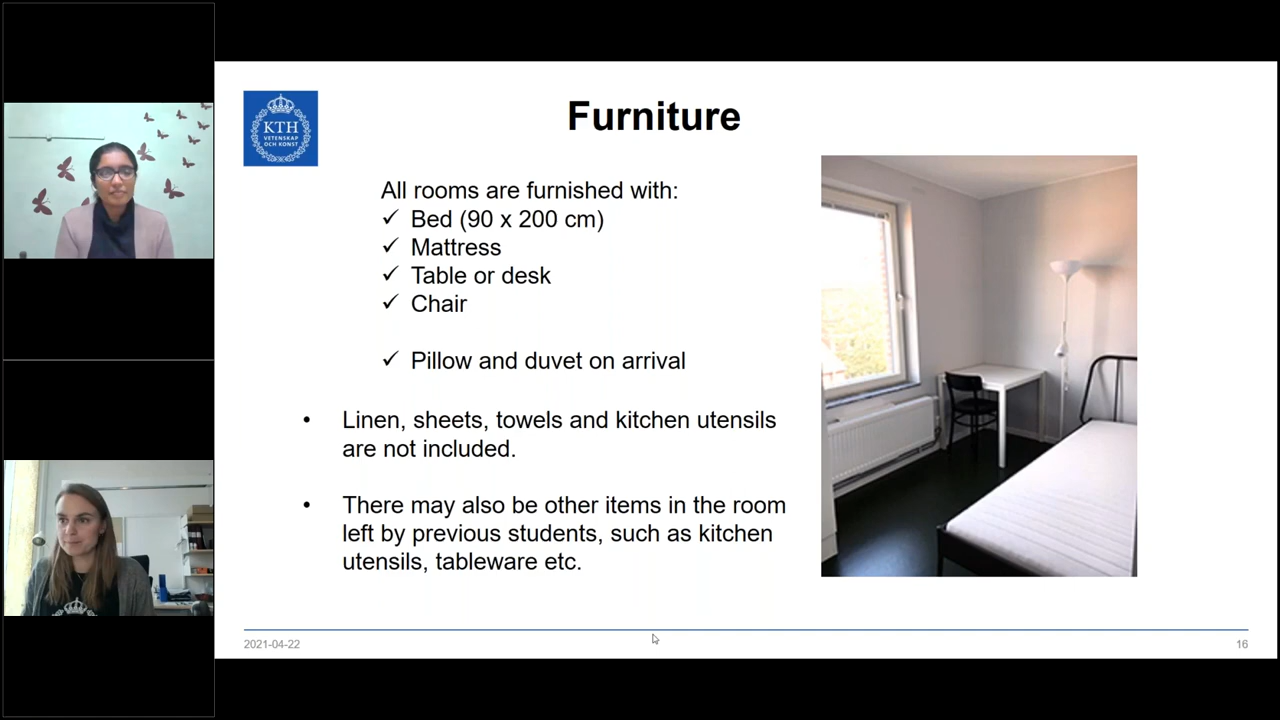 KTH
VETENSKAP
OCH KONST
Furniture
All rooms are furnished with:
✓ Bed (90 x 200 cm)
✓ Mattress
✓ Table or desk
✓ Chair
✓ Pillow and duvet on arrival
• Linen, sheets, towels and kitchen utensils
are not included.
• There may also be other items in the room
left by previous students, such as kitchen
utensils, tableware etc.
2021-04-22
16